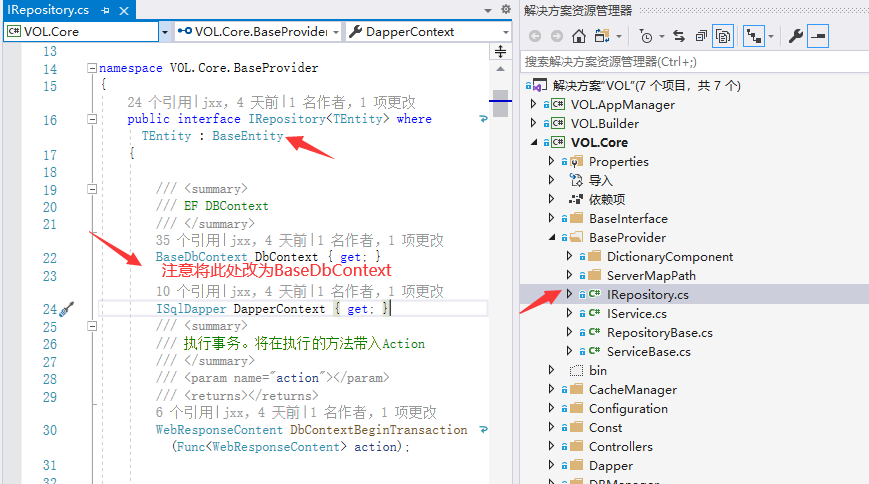 IRepository.cs
VOL.Core
VOL.Core.BaseProvider
DapperContext
13
14 namespace VOL.Core.BaseProvider
15 {
24 个引用|jxx, 4 天前|1 名作者, 1 项更改
16 public interface IRepository<TEntity> where
TEntity : BaseEntity
17 {
18
19 /// <summary>
20 /// EF DBContext
21 /// </summary>
35 个引用|jxx, 4 天前|1 名作者, 1 项更改
22 BaseDbContext DbContext { get; }
23 注意将此处改为BaseDbContext
10 个引用|jxx, 4 天前|1 名作者, 1 项更改
24 ISqlDapper DapperContext { get; }
25 /// <summary>
26 /// 执行事务。将在执行的方法带入Action
27 /// </summary>
28 /// <param name="action"></param>
29 /// <returns></returns>
6 个引用|jxx, 4 天前|1 名作者, 1 项更改
30 WebResponseContent DbContextBeginTransaction
(Func<WebResponseContent> action);
31
32
解决方案资源管理器
搜索解决方案资源管理器(Ctrl+;)
解决方案"VOL"(7 个项目，共 7 个)
VOL.AppManager
VOL.Builder
VOL.Core
Properties
导入
依赖项
BaseInterface
BaseProvider
DictionaryComponent
ServerMapPath
IRepository.cs
IService.cs
RepositoryBase.cs
ServiceBase.cs
bin
CacheManager
Configuration
Const
Controllers
Dapper
DBManager